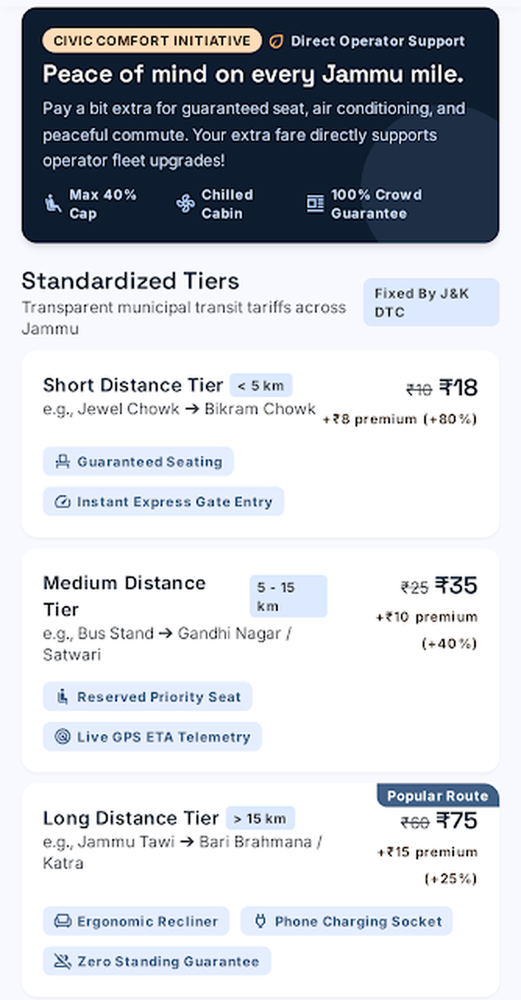 CIVIC COMFORT INITIATIVE Direct Operator Support
Peace of mind on every Jammu mile.
Pay a bit extra for guaranteed seat, air conditioning, and
peaceful commute. Your extra fare directly supports
operator fleet upgrades!
Max 40%
Cap
Chilled
Cabin
100% Crowd
Guarantee
Standardized Tiers
Transparent municipal transit tariffs across
Jammu
Fixed By J&K
DTC
Short Distance Tier < 5 km
e.g., Jewel Chowk → Bikram Chowk
₹10 ₹18
+₹8 premium (+80%)
Guaranteed Seating
Instant Express Gate Entry
Medium Distance
Tier
5 - 15
km
e.g., Bus Stand → Gandhi Nagar /
Satwari
₹25 ₹35
+₹10 premium
(+40%)
Reserved Priority Seat
Live GPS ETA Telemetry
Popular Route
Long Distance Tier > 15 km
e.g., Jammu Tawi → Bari Brahmana /
Katra
₹60 ₹75
+₹15 premium
(+25%)
Ergonomic Recliner
Phone Charging Socket
Zero Standing Guarantee